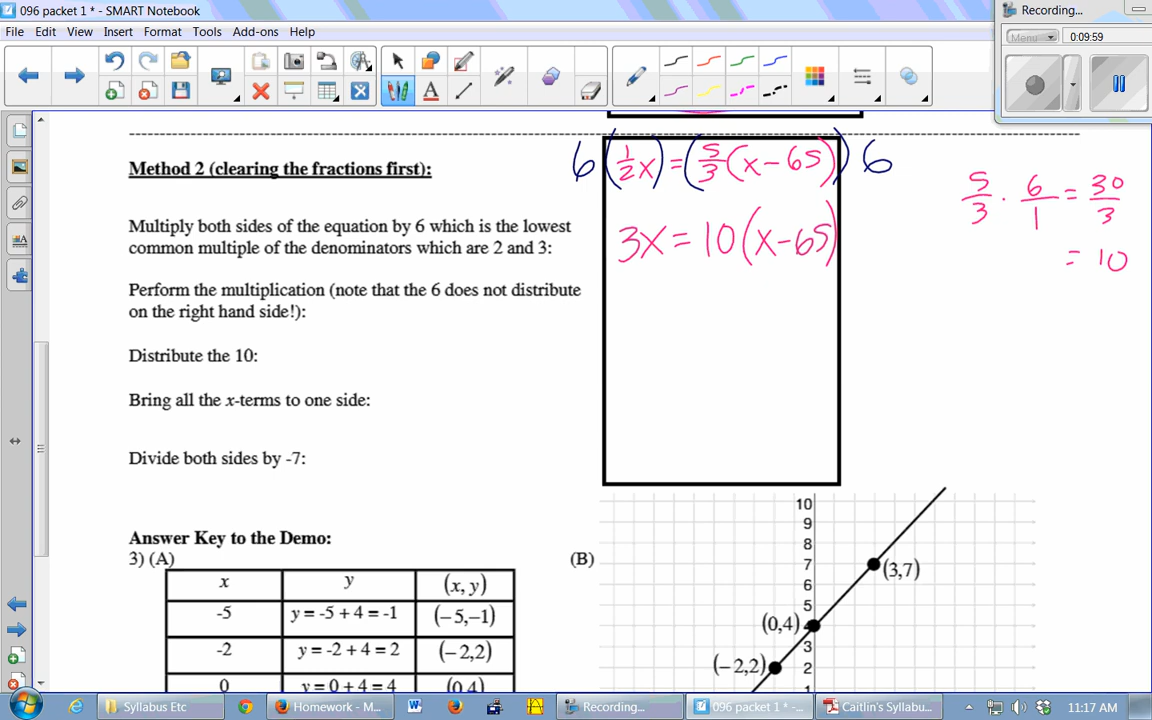 096 packet 1 * - SMART Notebook
File Edit View Insert Format Tools Add-ons Help
Recording...
Menu
0:09:59
Method 2 (clearing the fractions first):
6(1/2x)=(5/3(x-65))6
5/3 · 6/1 = 30/3
= 10
Multiply both sides of the equation by 6 which is the lowest
common multiple of the denominators which are 2 and 3:
3x = 10(x-65)
Perform the multiplication (note that the 6 does not distribute
on the right hand side!):
Distribute the 10:
Bring all the x-terms to one side:
Divide both sides by -7:
Answer Key to the Demo:
3) (A)
x y (x, y)
-5 y = -5 + 4 = -1 (-5,-1)
-2 y = -2 + 4 = 2 (-2,2)
0 y = 0 + 4 = 4 (0,4)
(B)
10
9
8
7
(3,7)
6
5
(0,4)
4
3
(-2,2)
2
1
Syllabus Etc
Homework - M...
Recording...
096 packet 1 * -...
Caitlin's Syllabu...
11:17 AM